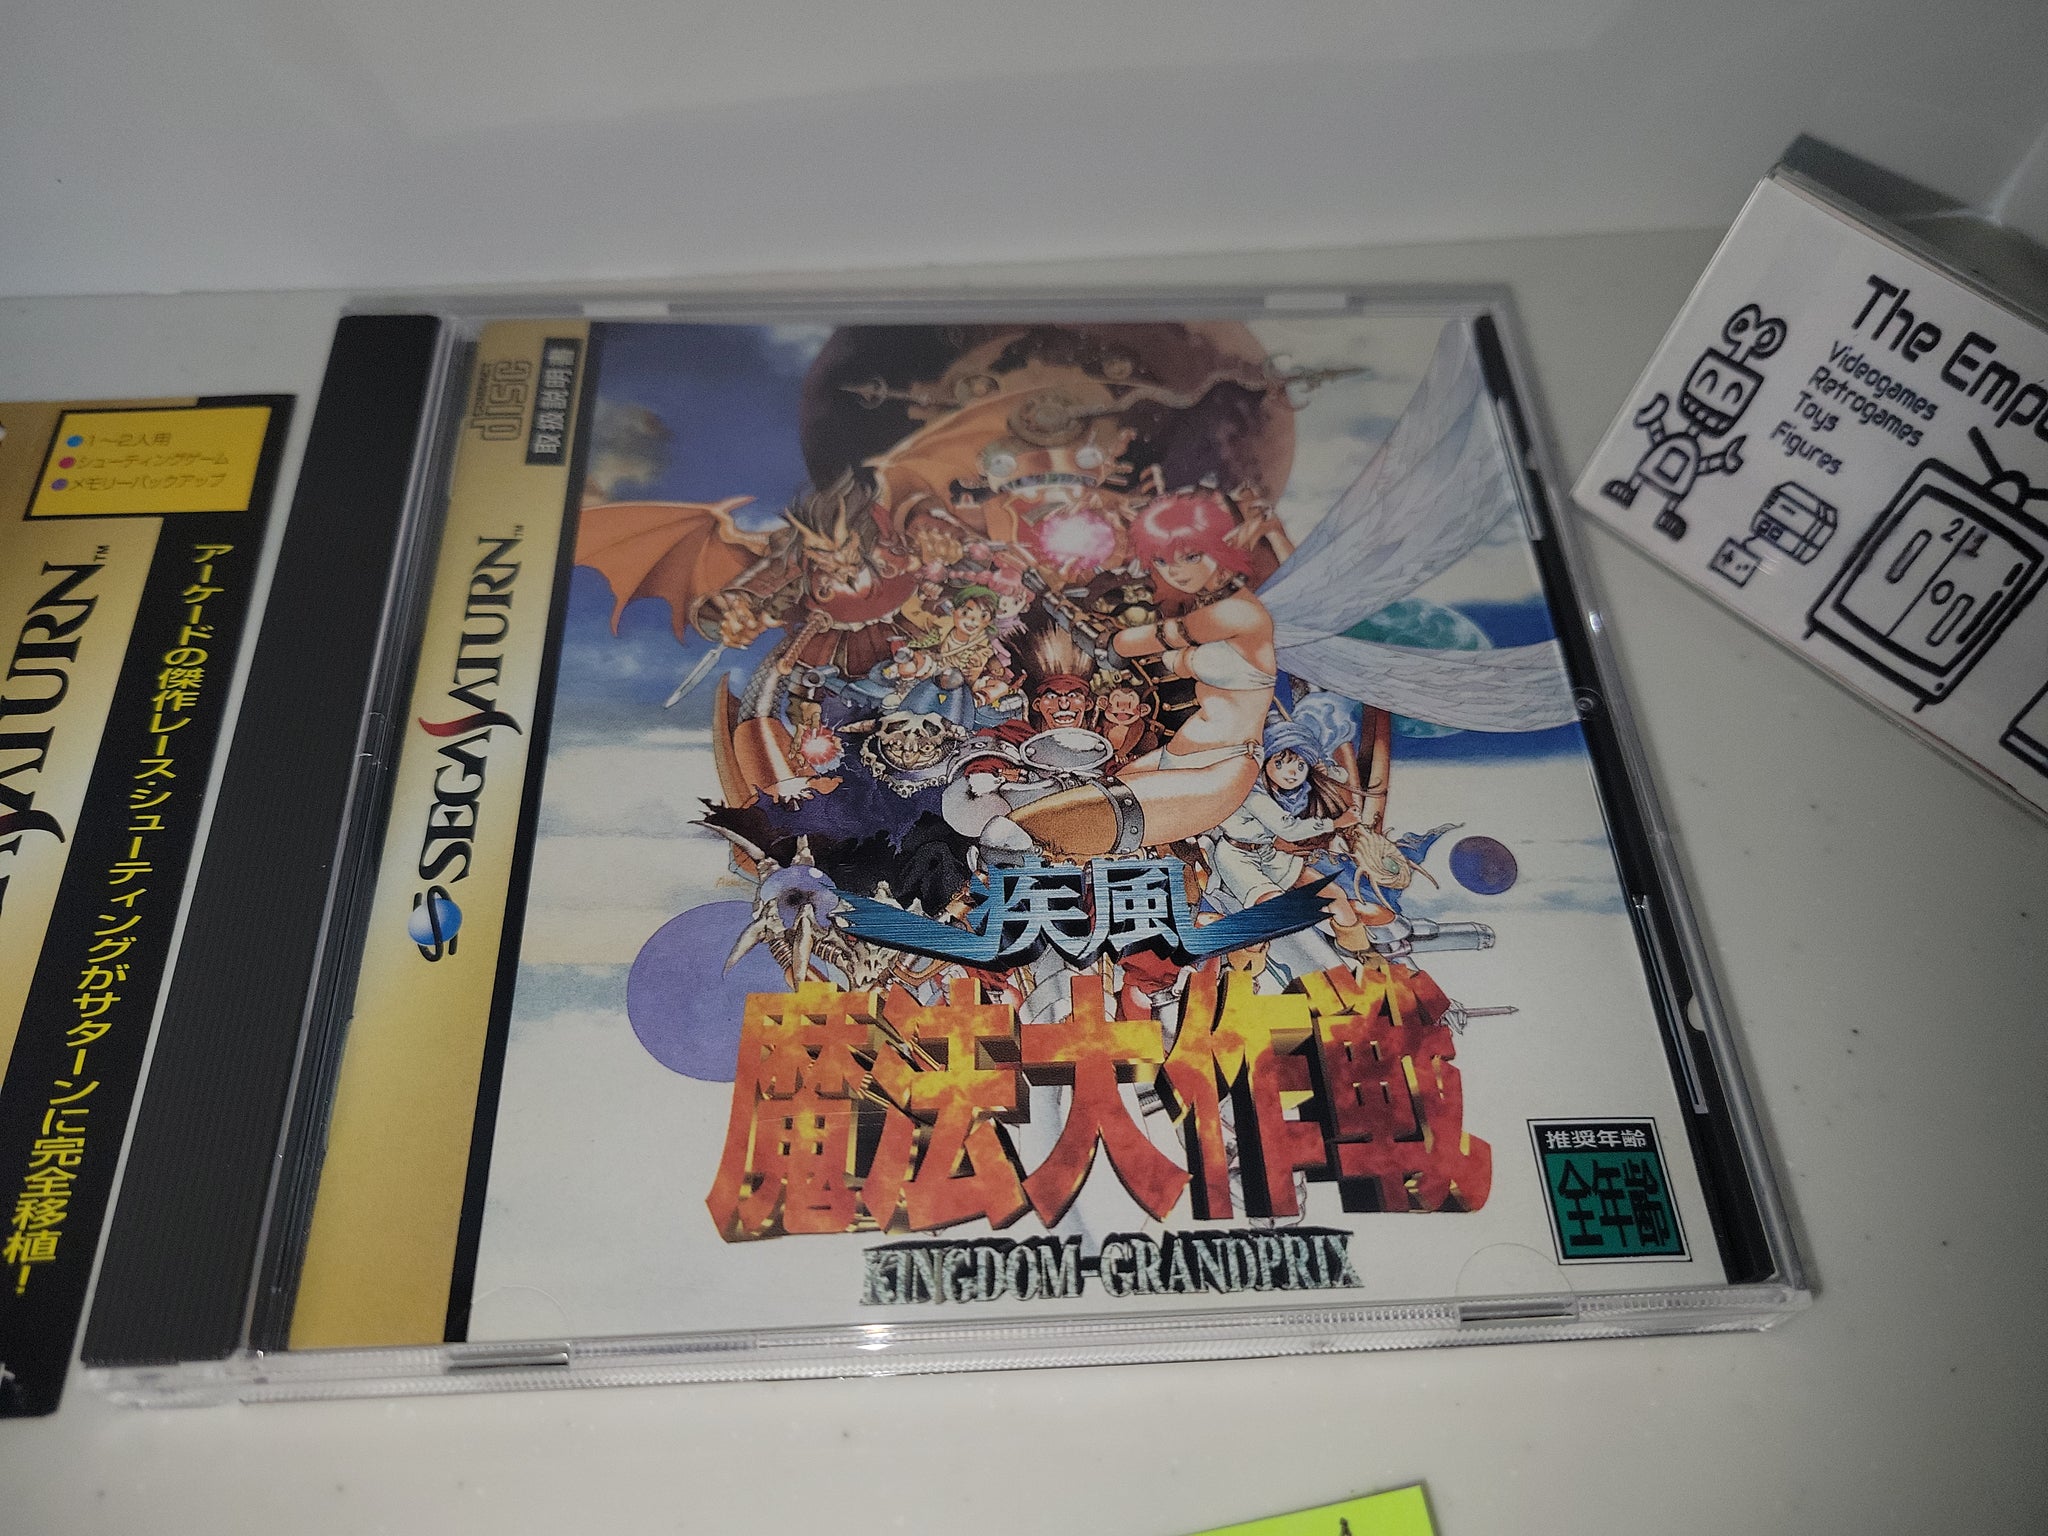 ●1～2人用
●シューティングゲーム
●メモリーバックアップ
SATURN™
アーケードの傑作レース・シューティングがサターンに完全移植！
COMPACT
disc
取扱説明書
SEGA SATURN™
疾風
魔法大作戦
KINGDOM-GRANDPRIX
推奨年齢
全年齢
The Emp
Videogames
Retrogames
Toys
Figures